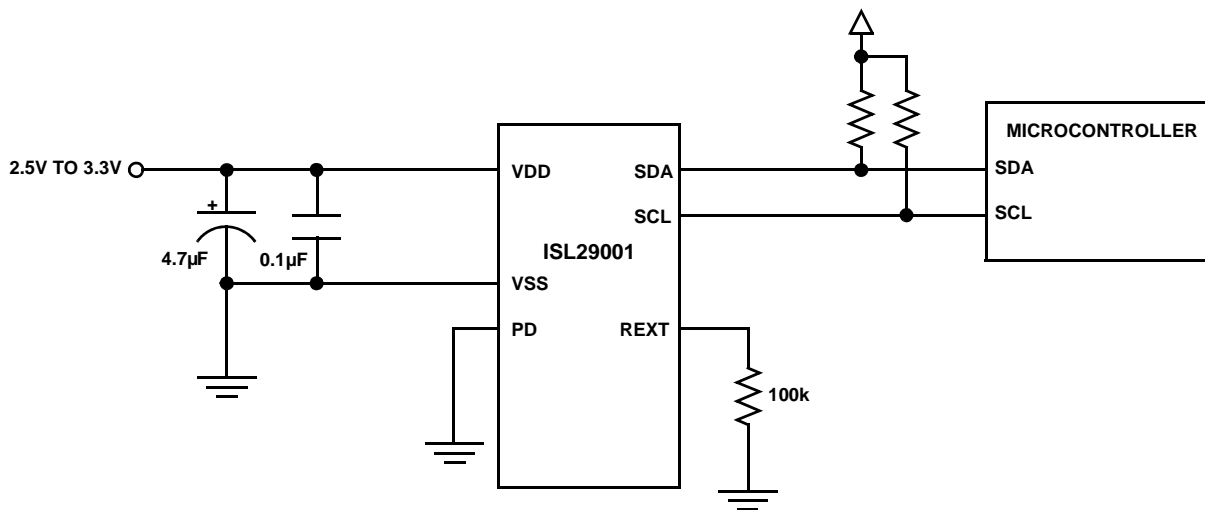 MICROCONTROLLER
2.5V TO 3.3V
VDD
SDA
SDA
+
SCL
SCL
4.7µF
0.1µF
ISL29001
VSS
PD
REXT
100k